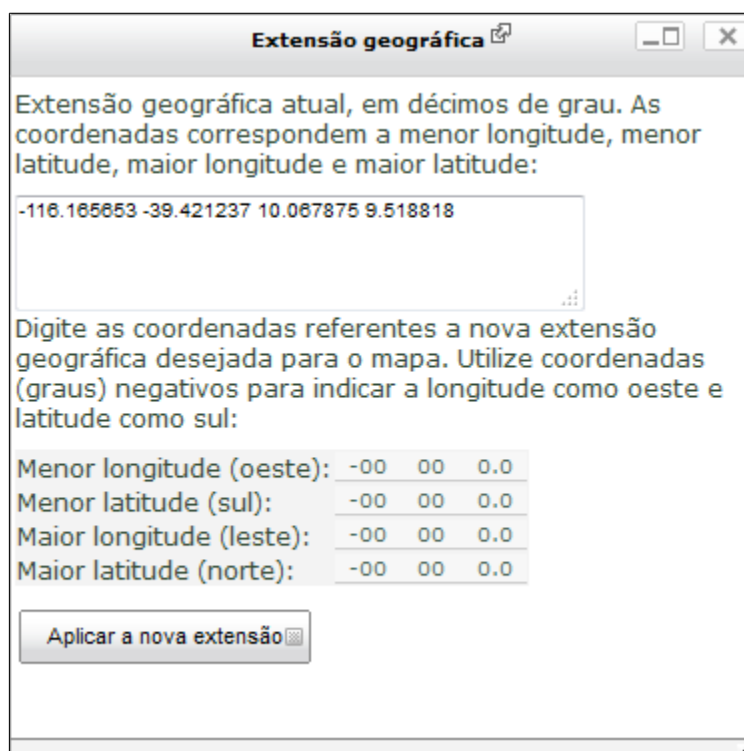 Extensão geográfica
Extensão geográfica atual, em décimos de grau. As
coordenadas correspondem a menor longitude, menor
latitude, maior longitude e maior latitude:
-116.165653 -39.421237 10.067875 9.518818
Digite as coordenadas referentes a nova extensão
geográfica desejada para o mapa. Utilize coordenadas
(graus) negativos para indicar a longitude como oeste e
latitude como sul:
Menor longitude (oeste): -00 00 0.0
Menor latitude (sul): -00 00 0.0
Maior longitude (leste): -00 00 0.0
Maior latitude (norte): -00 00 0.0
Aplicar a nova extensão